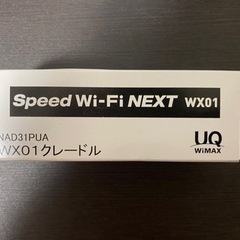 Speed Wi-Fi NEXT WX01
NAD31PUA
WX01クレードル
UQ
WiMAX